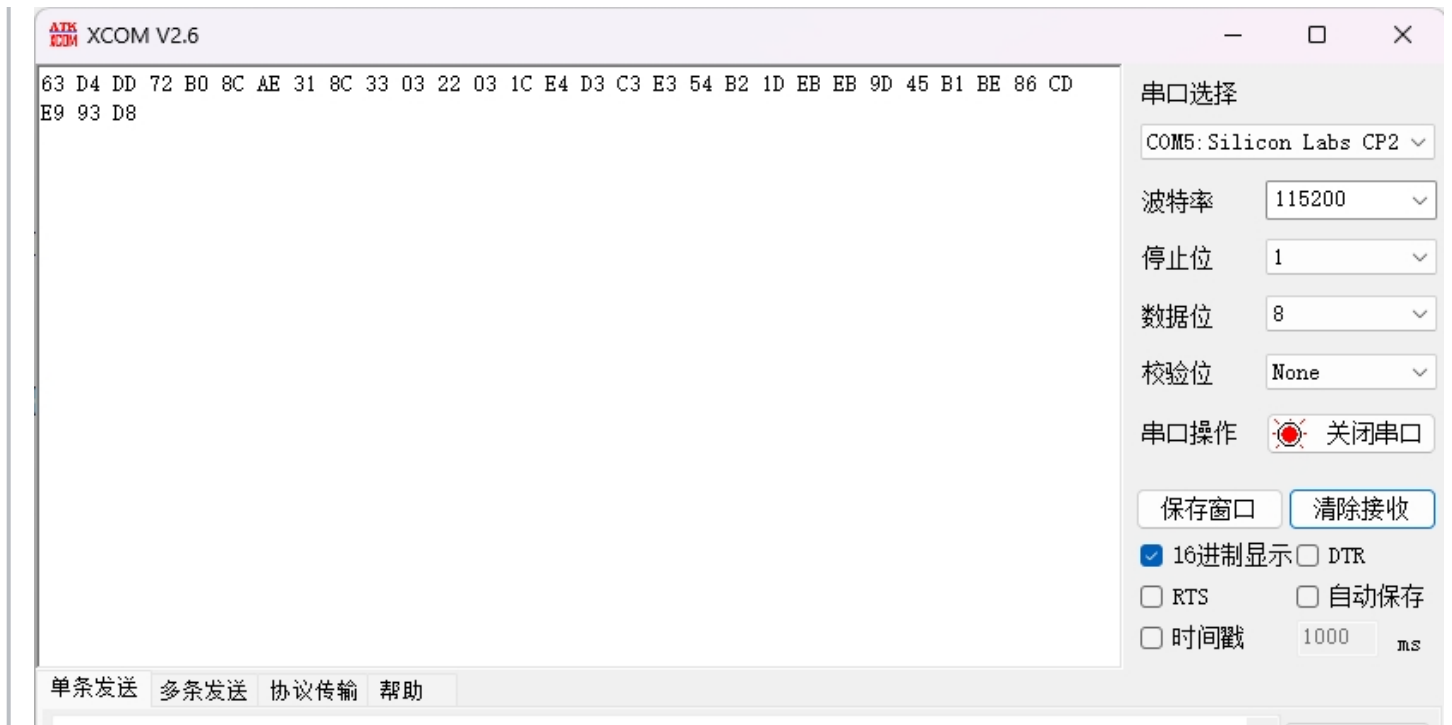 ATK
XCOM
XCOM V2.6
63 D4 DD 72 B0 8C AE 31 8C 33 03 22 03 1C E4 D3 C3 E3 54 B2 1D EB EB 9D 45 B1 BE 86 CD
E9 93 D8
串口选择
COM5:Silicon Labs CP2
波特率 115200
停止位 1
数据位 8
校验位 None
串口操作 关闭串口
保存窗口 清除接收
16进制显示 DTR
RTS 自动保存
时间戳 1000 ms
单条发送 多条发送 协议传输 帮助